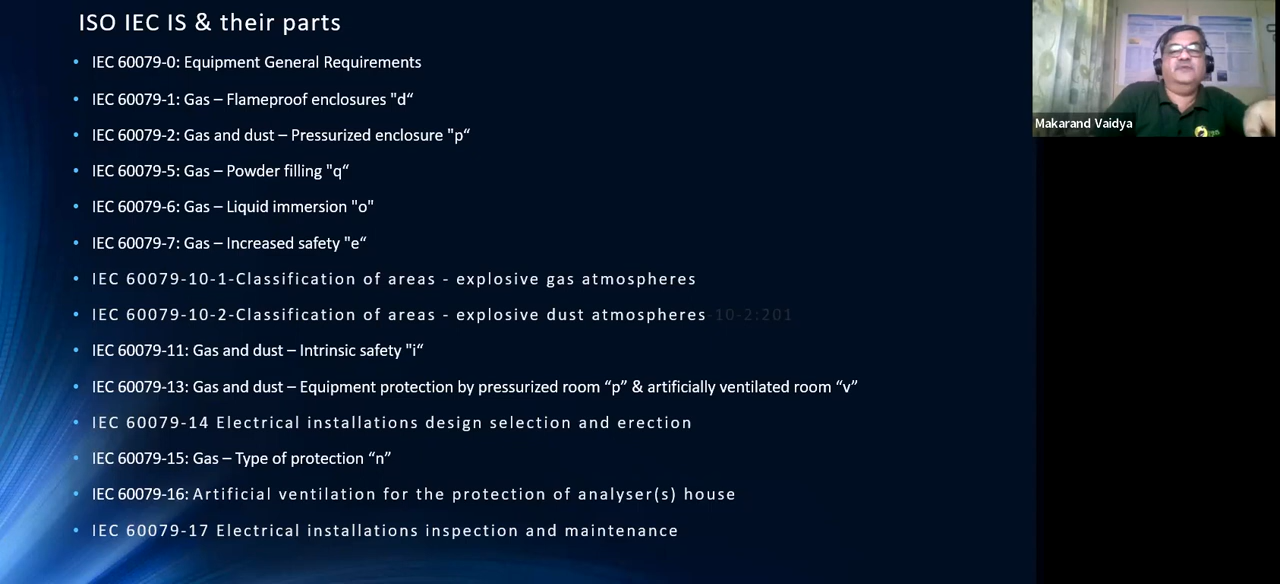 ISO IEC IS & their parts
• IEC 60079-0: Equipment General Requirements
• IEC 60079-1: Gas – Flameproof enclosures "d“
• IEC 60079-2: Gas and dust – Pressurized enclosure "p“
• IEC 60079-5: Gas – Powder filling "q“
• IEC 60079-6: Gas – Liquid immersion "o"
• IEC 60079-7: Gas – Increased safety "e“
• IEC 60079-10-1-Classification of areas - explosive gas atmospheres
• IEC 60079-10-2-Classification of areas - explosive dust atmospheres-10-2:201
• IEC 60079-11: Gas and dust – Intrinsic safety "i“
• IEC 60079-13: Gas and dust – Equipment protection by pressurized room “p” & artificially ventilated room “v”
• IEC 60079-14 Electrical installations design selection and erection
• IEC 60079-15: Gas – Type of protection “n”
• IEC 60079-16: Artificial ventilation for the protection of analyser(s) house
• IEC 60079-17 Electrical installations inspection and maintenance
Makarand Vaidya